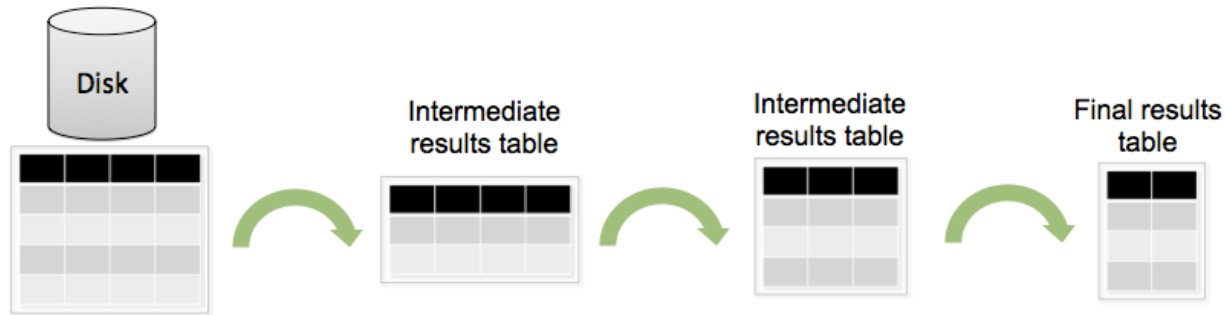 Disk
Intermediate
results table
Intermediate
results table
Final results
table